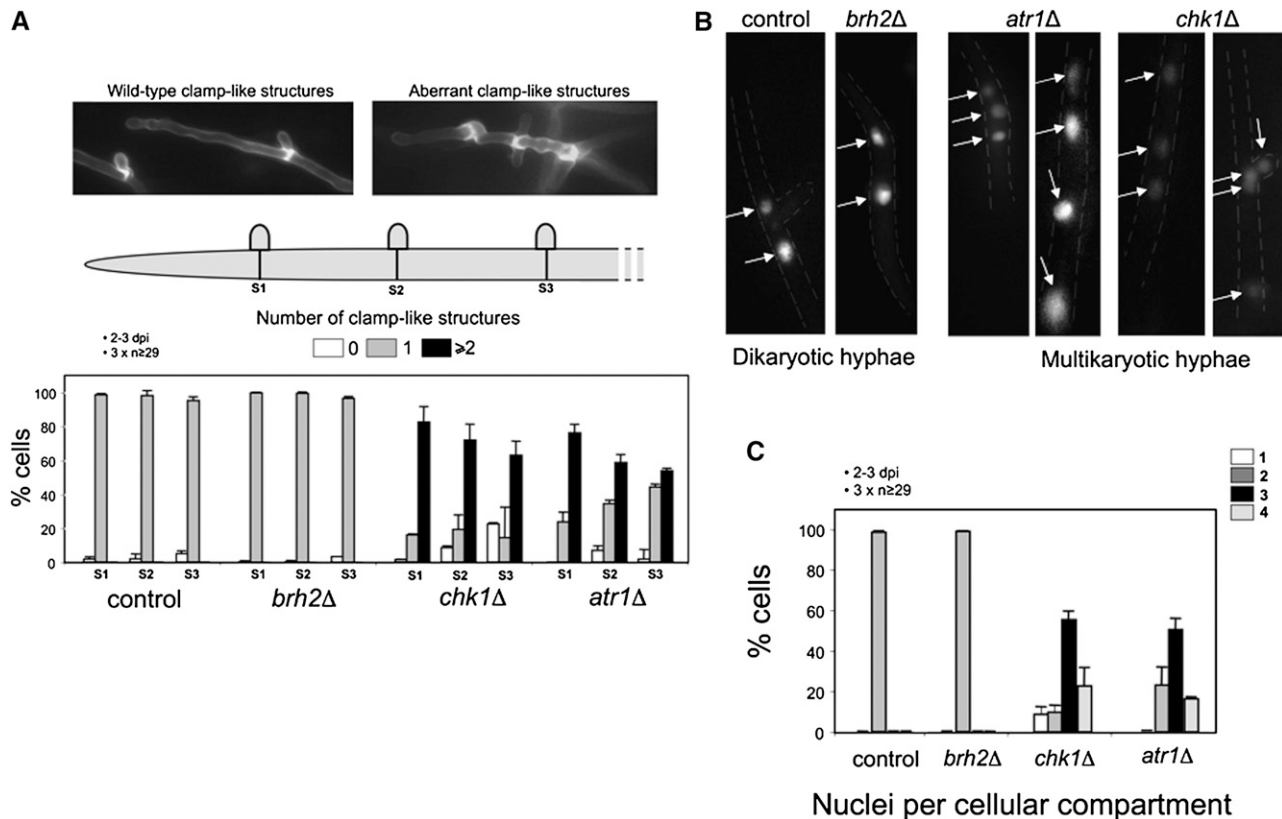 A
Wild-type clamp-like structures
Aberrant clamp-like structures
S1 S2 S3
Number of clamp-like structures
• 2-3 dpi
• 3 x n≥29
0 1 ⩾2
% cells
100
80
60
40
20
0
S1 S2 S3 S1 S2 S3 S1 S2 S3 S1 S2 S3
control brh2Δ chk1Δ atr1Δ
B
control brh2Δ atr1Δ chk1Δ
Dikaryotic hyphae Multikaryotic hyphae
C
• 2-3 dpi
• 3 x n≥29
1
2
3
4
% cells
100
80
60
40
20
0
control brh2Δ chk1Δ atr1Δ
Nuclei per cellular compartment